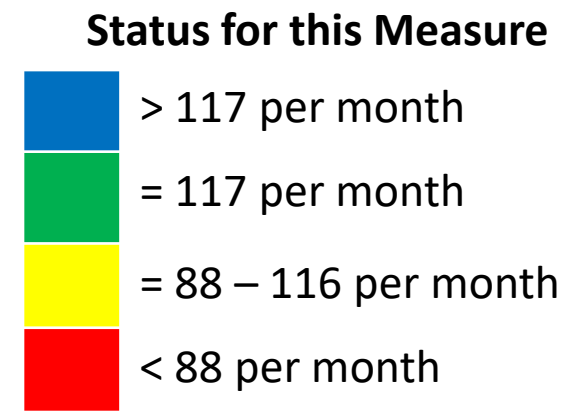 Status for this Measure
> 117 per month
= 117 per month
= 88 – 116 per month
< 88 per month